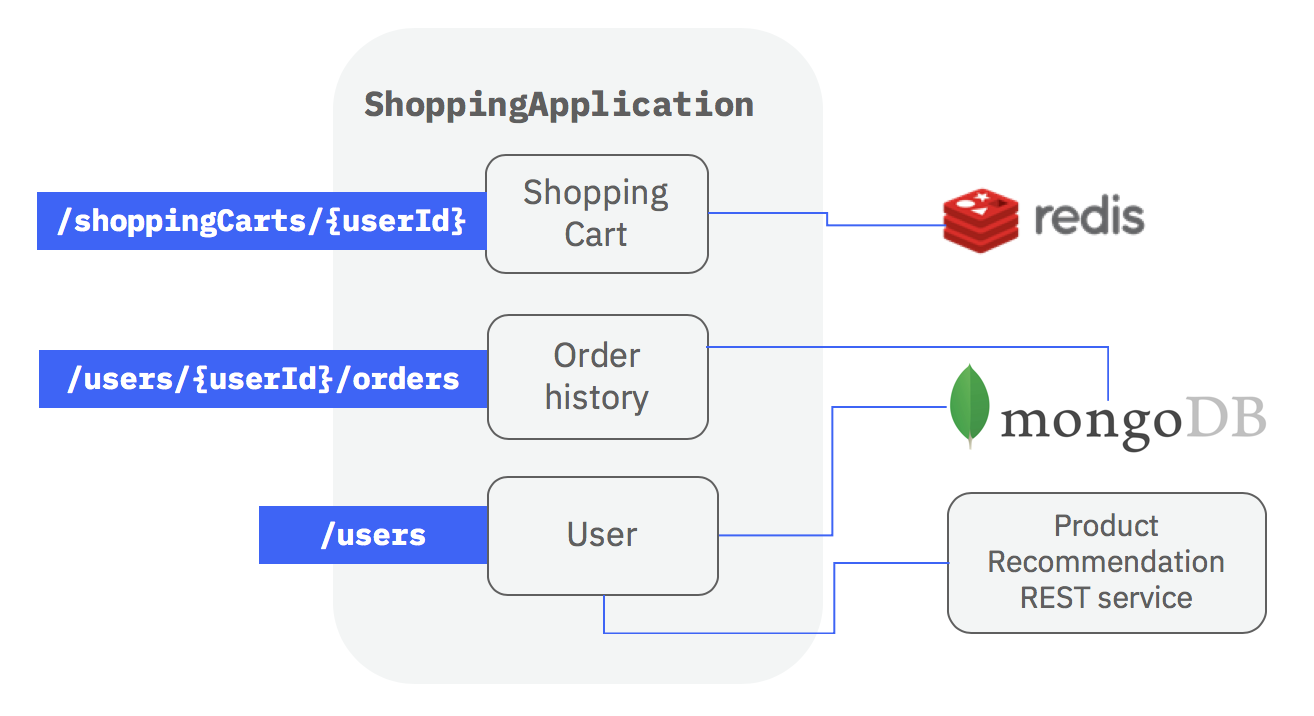 ShoppingApplication
/shoppingCarts/{userId}
Shopping
Cart
redis
/users/{userId}/orders
Order
history
mongoDB
/users
User
Product
Recommendation
REST service